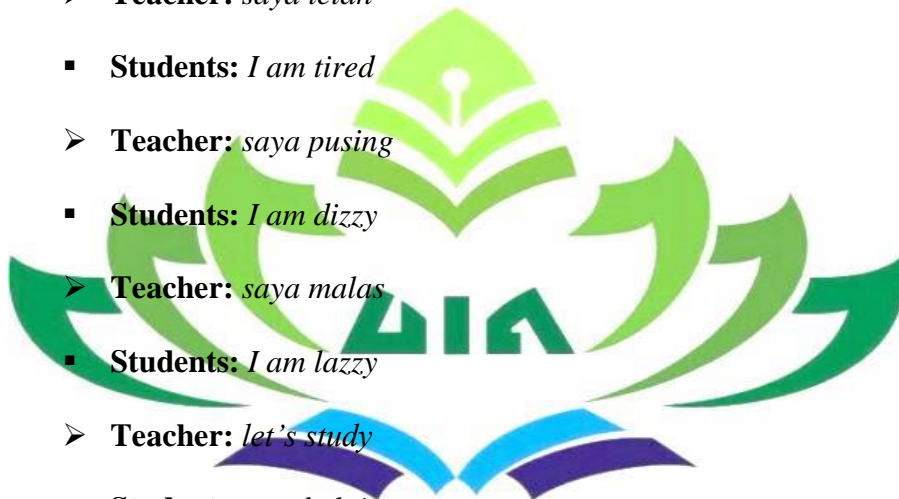 ➢ Teacher: saya lelah
▪ Students: I am tired
➢ Teacher: saya pusing
▪ Students: I am dizzy
➢ Teacher: saya malas
▪ Students: I am lazzy
➢ Teacher: let's study
UIA